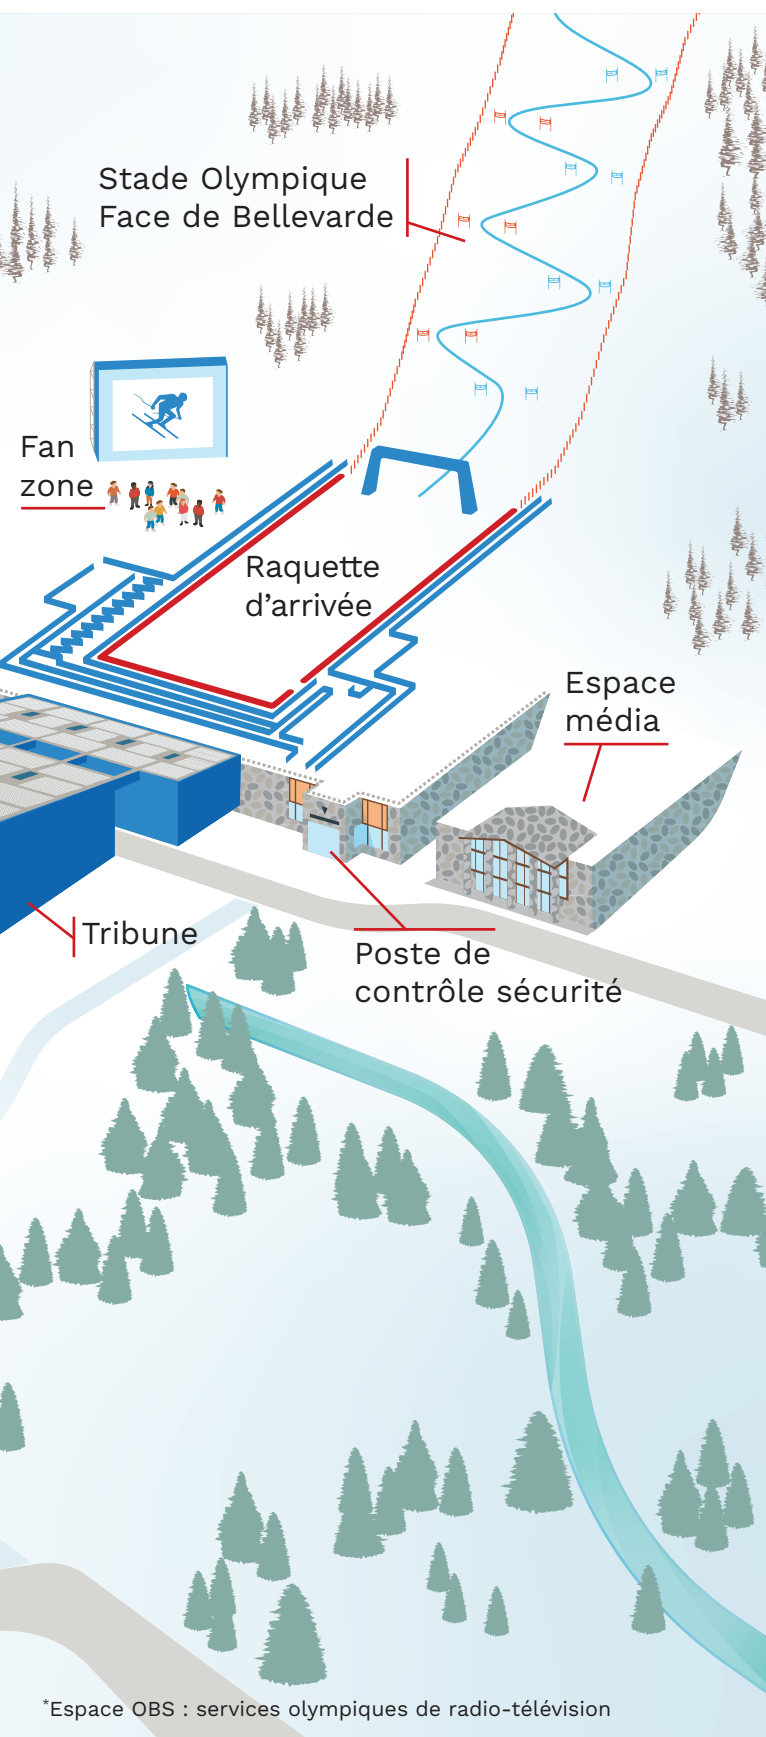 Stade Olympique
Face de Bellevarde
Fan
zone
Raquette
d’arrivée
Espace
média
Tribune
Poste de
contrôle sécurité
*Espace OBS : services olympiques de radio-télévision